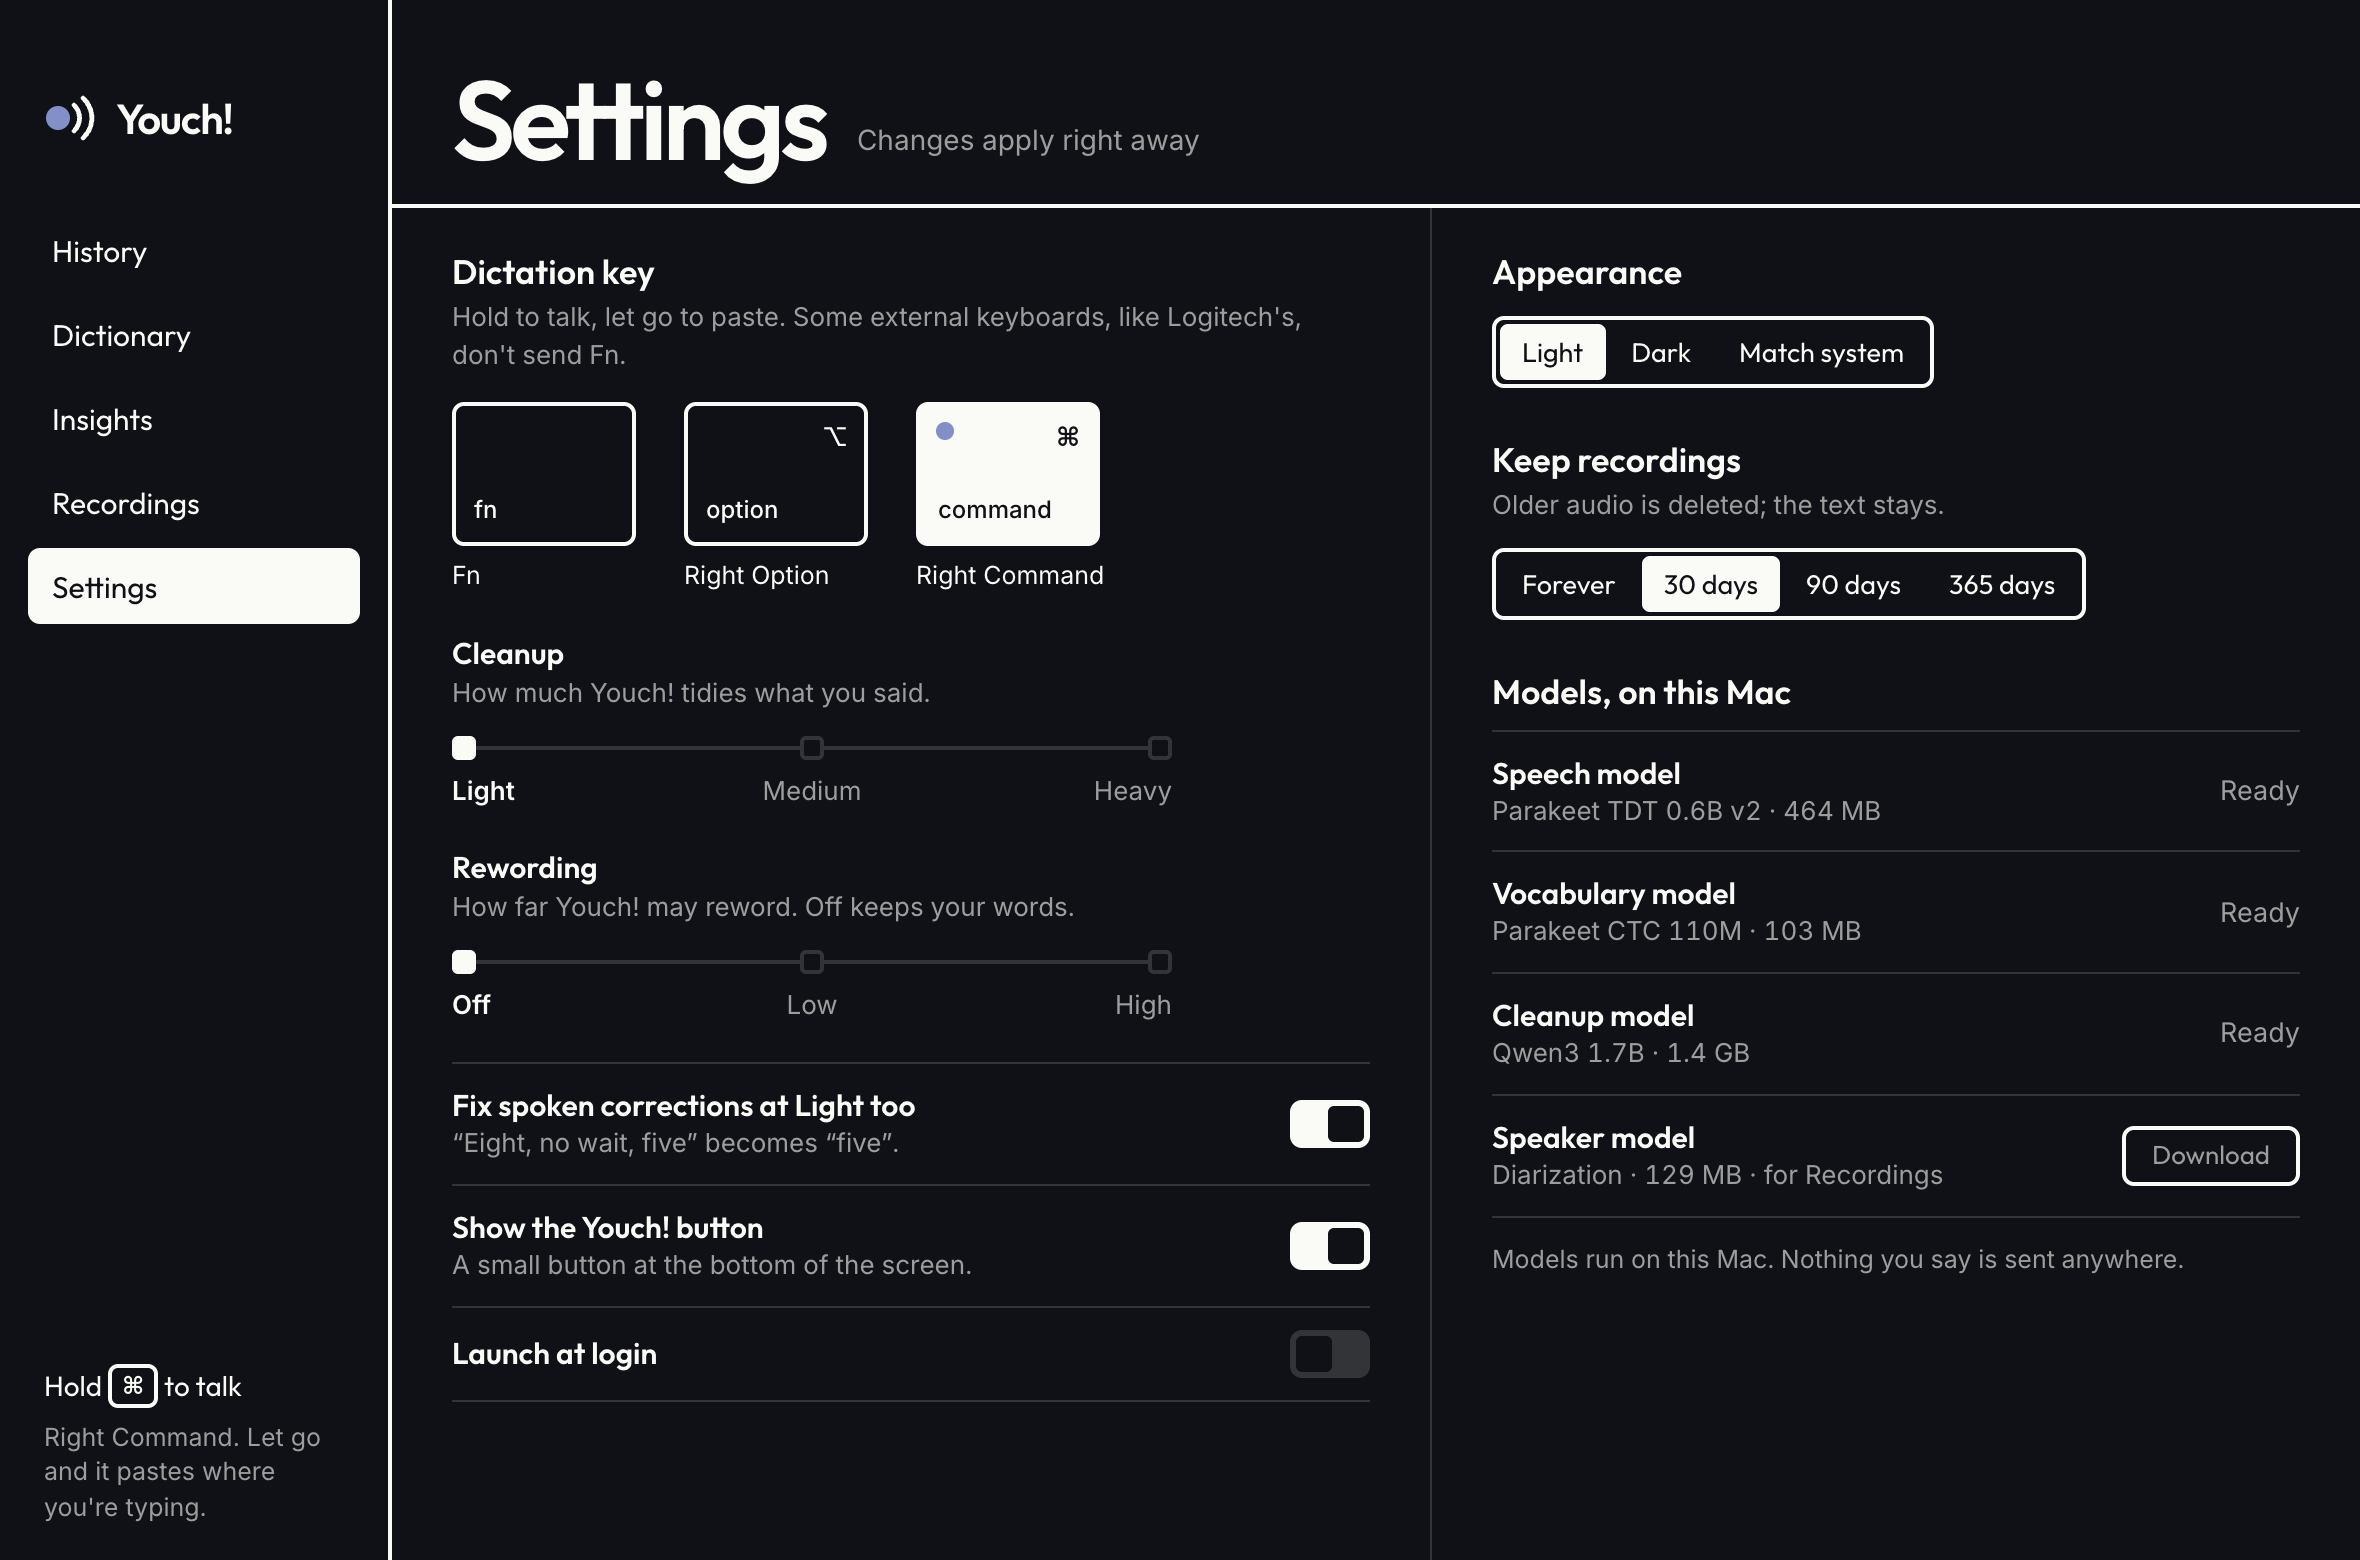 Youch!
History
Dictionary
Insights
Recordings
Settings
Hold ⌘ to talk
Right Command. Let go
and it pastes where
you're typing.
Settings
Changes apply right away
Dictation key
Hold to talk, let go to paste. Some external keyboards, like Logitech's,
don't send Fn.
fn
⌥
option
⌘
command
Fn
Right Option
Right Command
Cleanup
How much Youch! tidies what you said.
Light
Medium
Heavy
Rewording
How far Youch! may reword. Off keeps your words.
Off
Low
High
Fix spoken corrections at Light too
“Eight, no wait, five” becomes “five”.
Show the Youch! button
A small button at the bottom of the screen.
Launch at login
Appearance
Light
Dark
Match system
Keep recordings
Older audio is deleted; the text stays.
Forever
30 days
90 days
365 days
Models, on this Mac
Speech model
Parakeet TDT 0.6B v2 · 464 MB
Ready
Vocabulary model
Parakeet CTC 110M · 103 MB
Ready
Cleanup model
Qwen3 1.7B · 1.4 GB
Ready
Speaker model
Diarization · 129 MB · for Recordings
Download
Models run on this Mac. Nothing you say is sent anywhere.